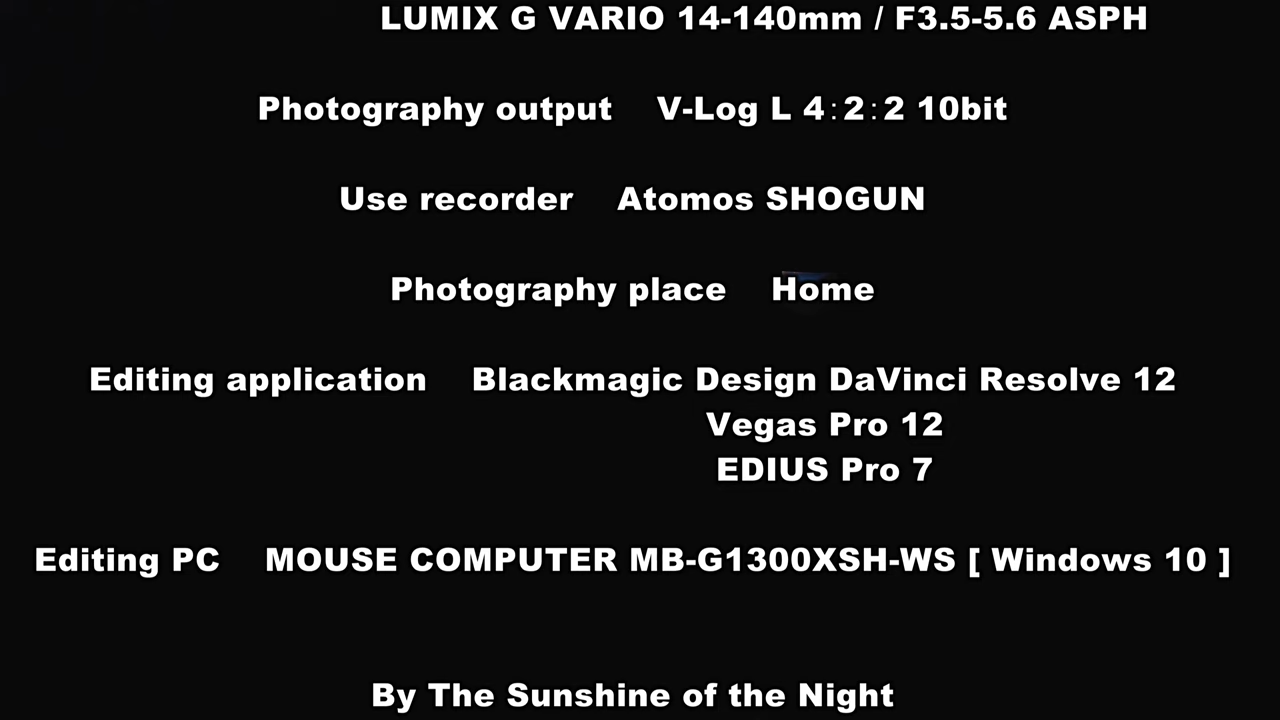 LUMIX G VARIO 14-140mm / F3.5-5.6 ASPH
Photography output V-Log L 4:2:2 10bit
Use recorder Atomos SHOGUN
Photography place Home
Editing application Blackmagic Design DaVinci Resolve 12
Vegas Pro 12
EDIUS Pro 7
Editing PC MOUSE COMPUTER MB-G1300XSH-WS [ Windows 10 ]
By The Sunshine of the Night